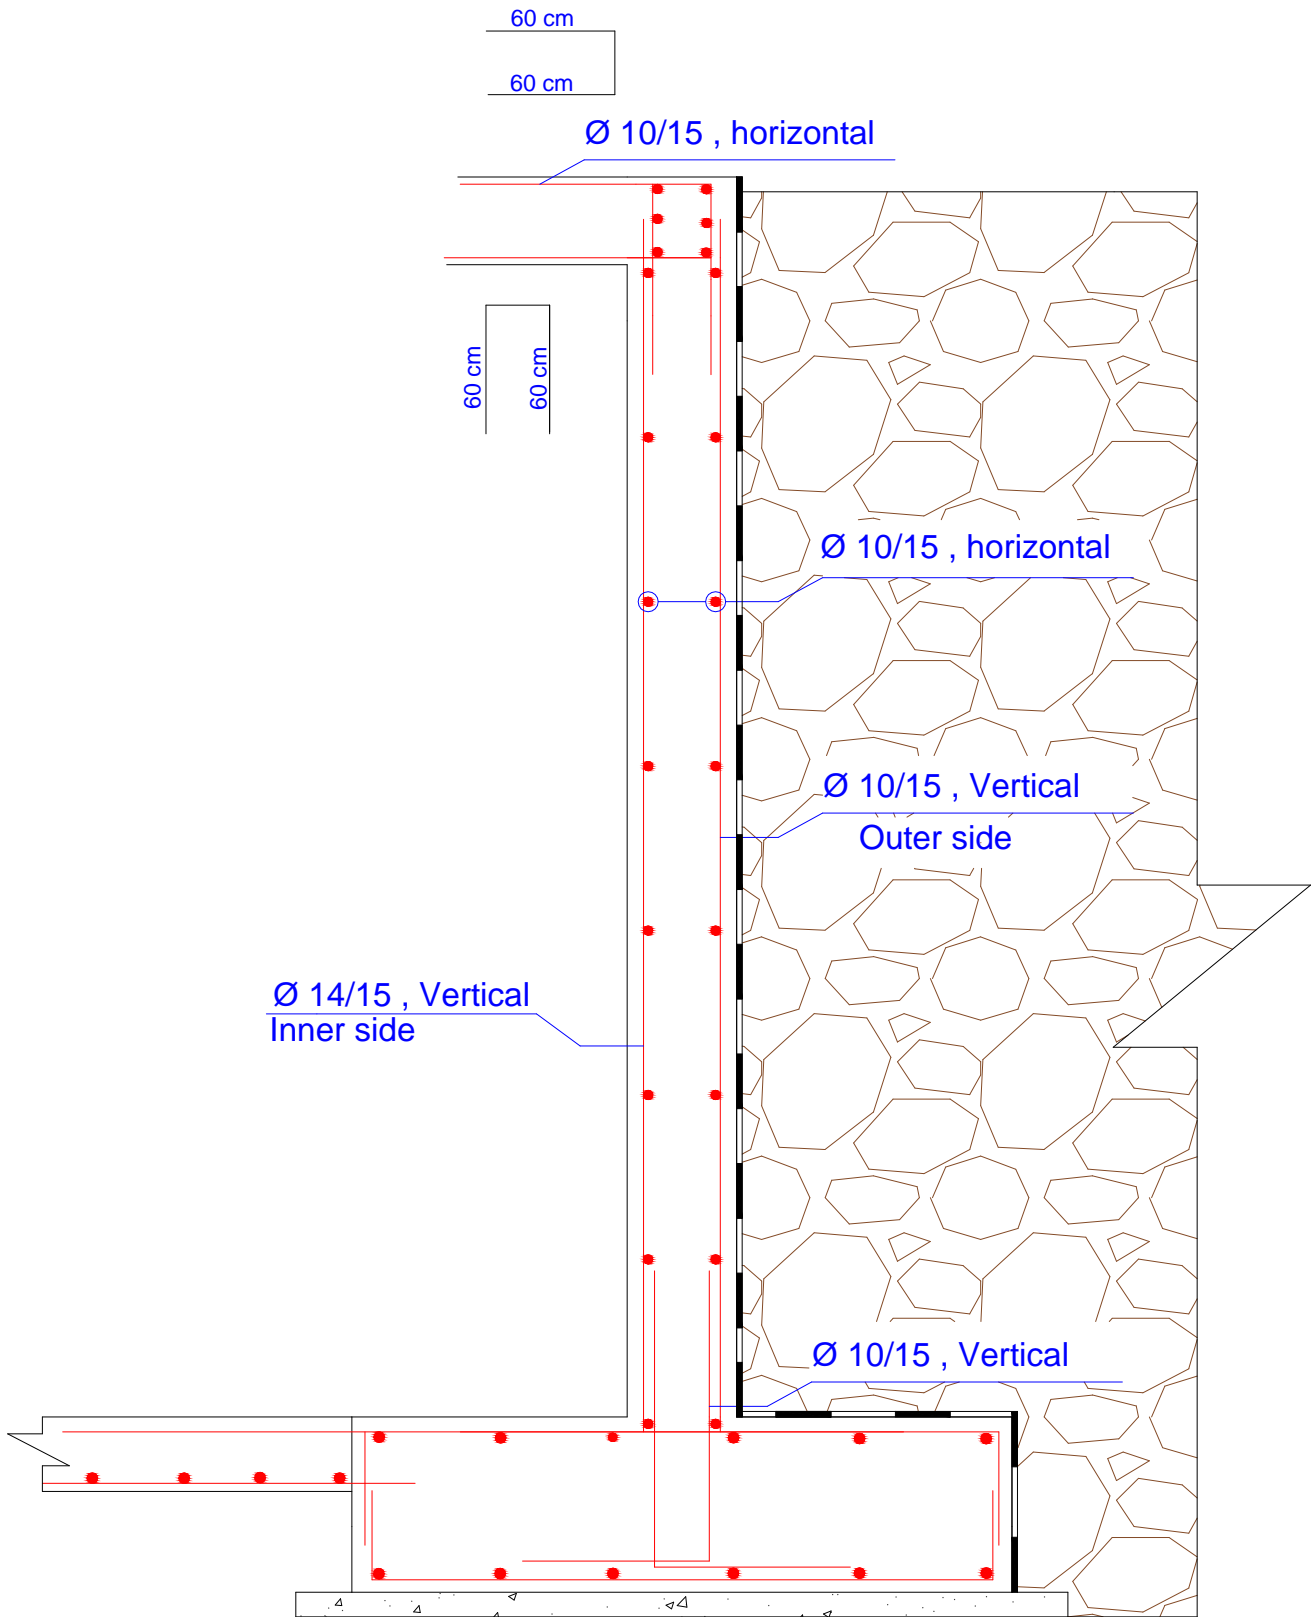 60 cm
60 cm
Ø 10/15 , horizontal
60 cm
60 cm
Ø 10/15 , horizontal
Ø 10/15 , Vertical
Outer side
Ø 14/15 , Vertical
Inner side
Ø 10/15 , Vertical